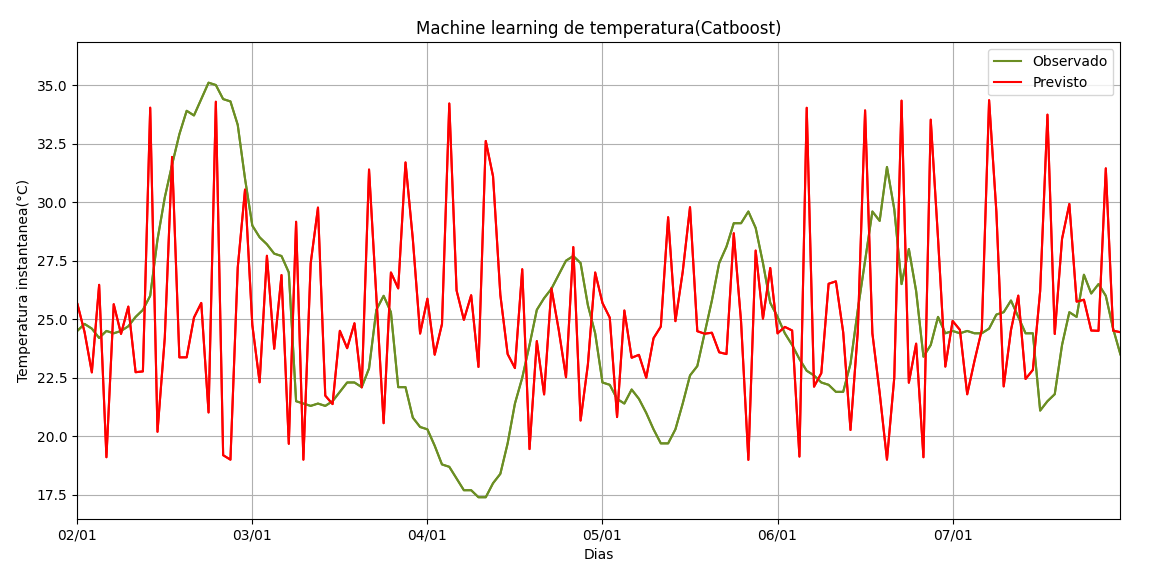 Machine learning de temperatura(Catboost)
Observado
Previsto
Temperatura instantanea(°C)
35.0
32.5
30.0
27.5
25.0
22.5
20.0
17.5
02/01 03/01 04/01 05/01 06/01 07/01
Dias